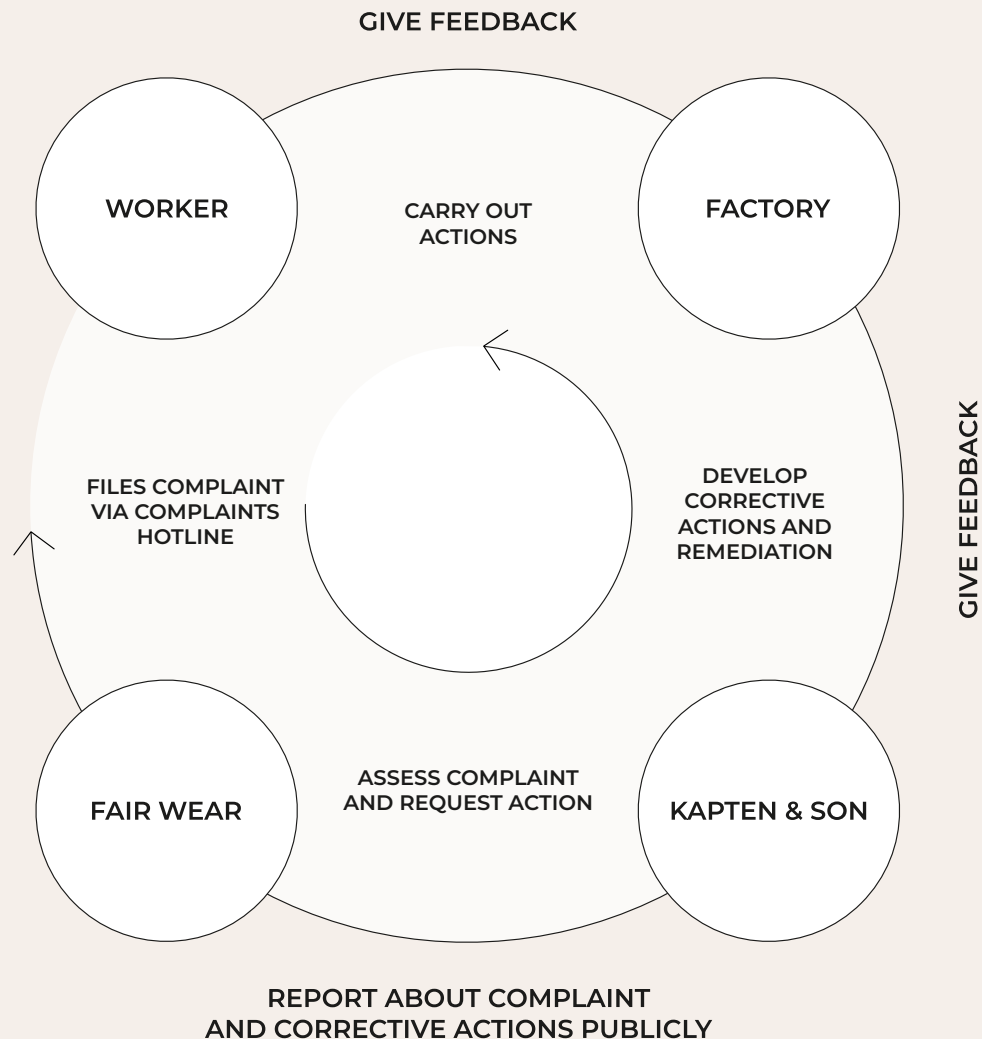 GIVE FEEDBACK
WORKER
FACTORY
CARRY OUT
ACTIONS
FILES COMPLAINT
VIA COMPLAINTS
HOTLINE
DEVELOP
CORRECTIVE
ACTIONS AND
REMEDIATION
GIVE FEEDBACK
ASSESS COMPLAINT
AND REQUEST ACTION
FAIR WEAR
KAPTEN & SON
REPORT ABOUT COMPLAINT
AND CORRECTIVE ACTIONS PUBLICLY